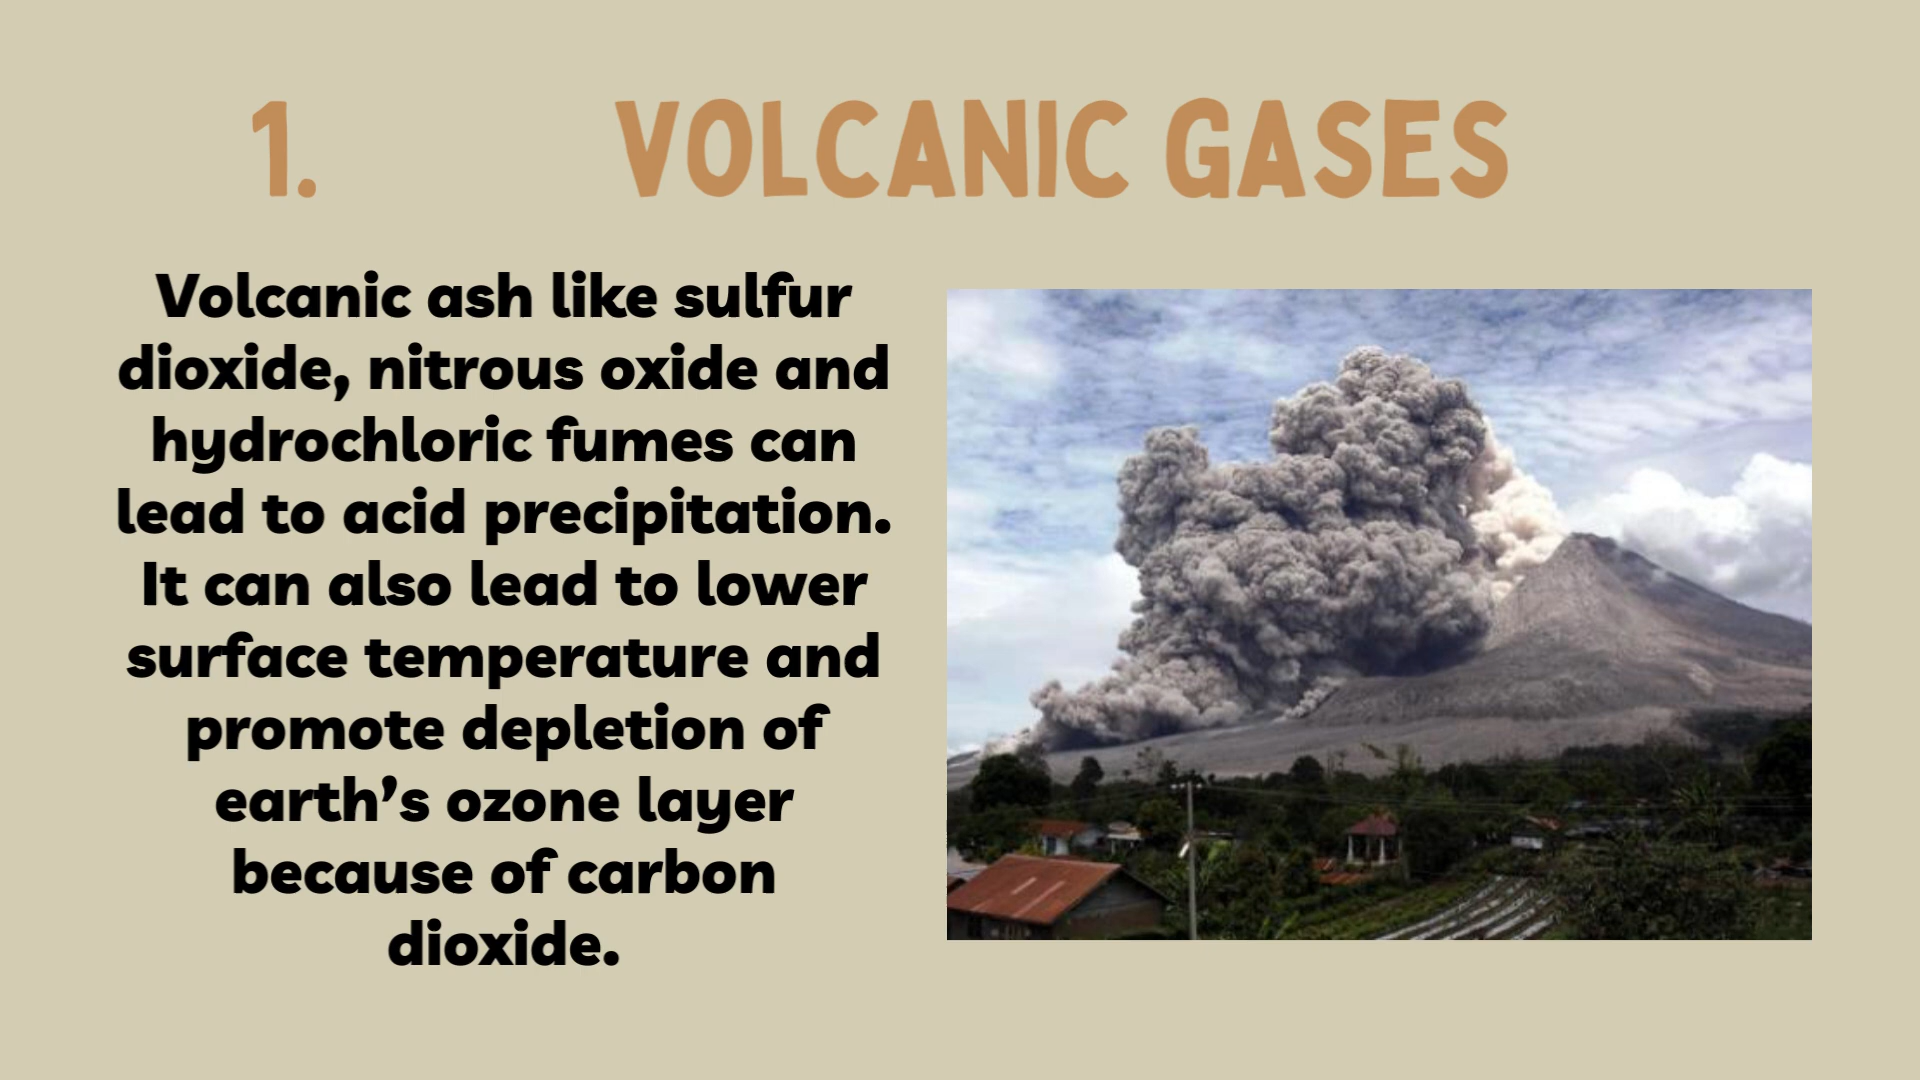 1. VOLCANIC GASES
Volcanic ash like sulfur
dioxide, nitrous oxide and
hydrochloric fumes can
lead to acid precipitation.
It can also lead to lower
surface temperature and
promote depletion of
earth’s ozone layer
because of carbon
dioxide.